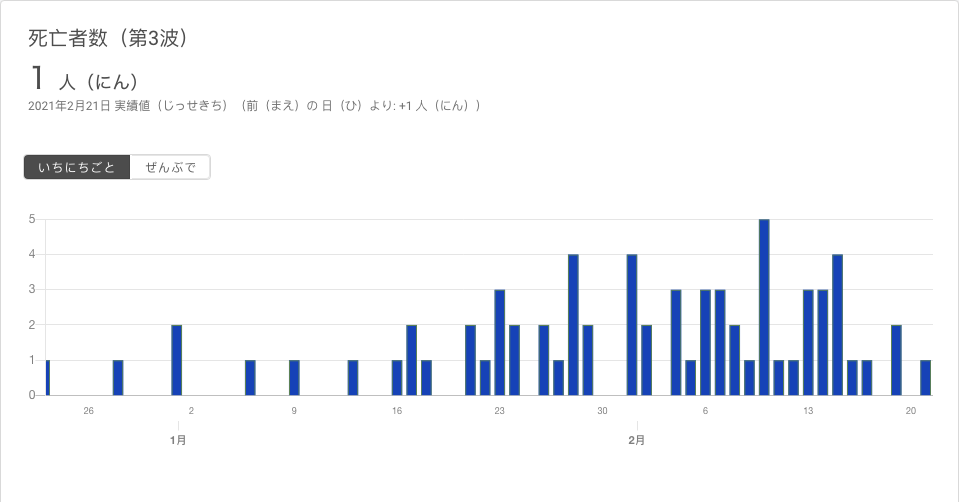 死亡者数（第3波）
1 人（にん）
2021年2月21日 実績値（じっせきち）（前（まえ）の 日（ひ）より: +1 人（にん））
いちにちごと ぜんぶで
5
4
3
2
1
0
26 2 9 16 23 30 6 13 20
1月 2月